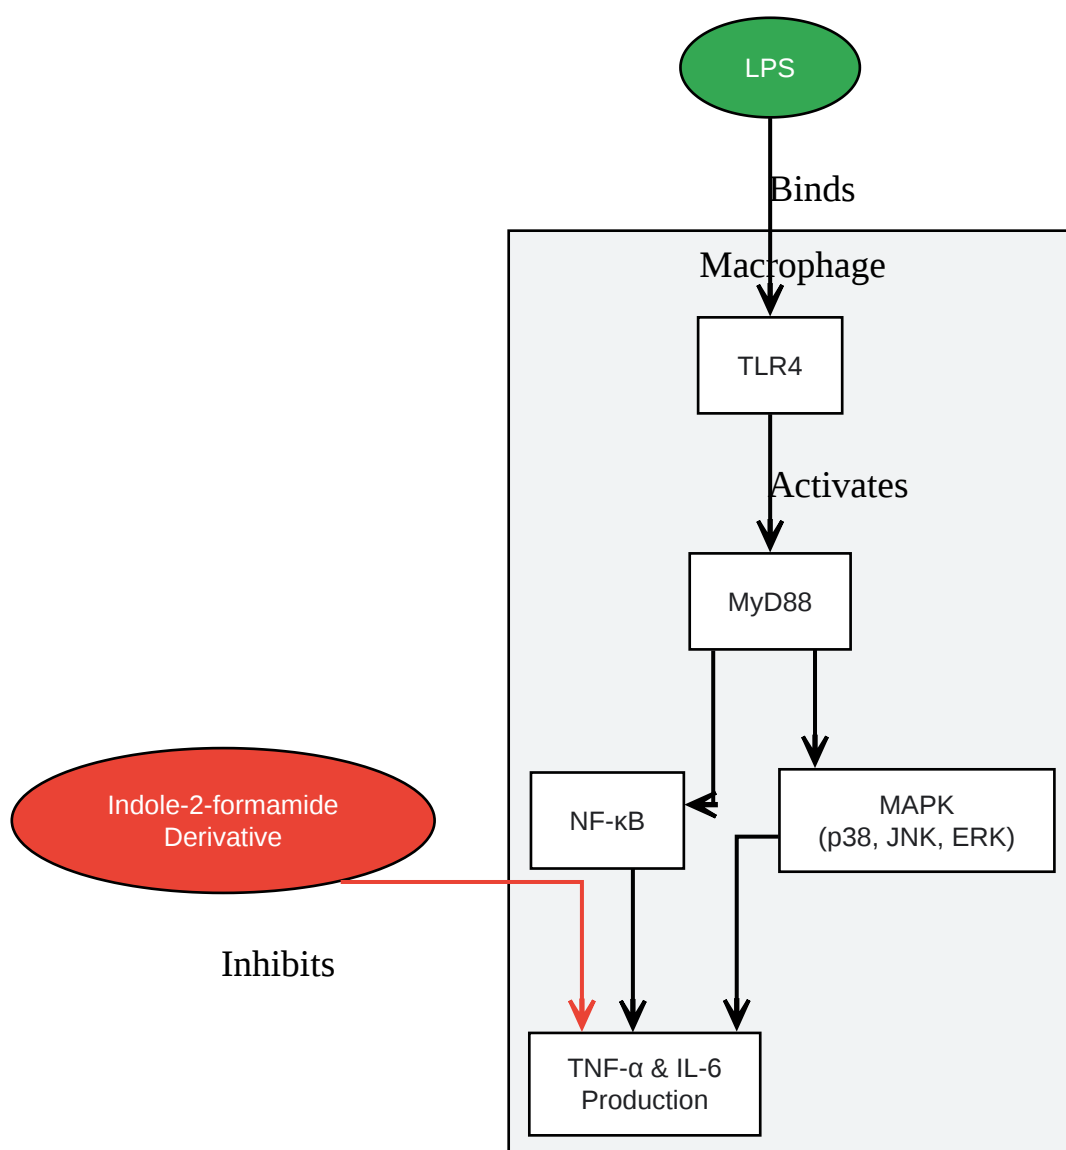 LPS
Binds
Macrophage
TLR4
Activates
MyD88
NF-κB
MAPK
(p38, JNK, ERK)
Indole-2-formamide
Derivative
Inhibits
TNF-α & IL-6
Production